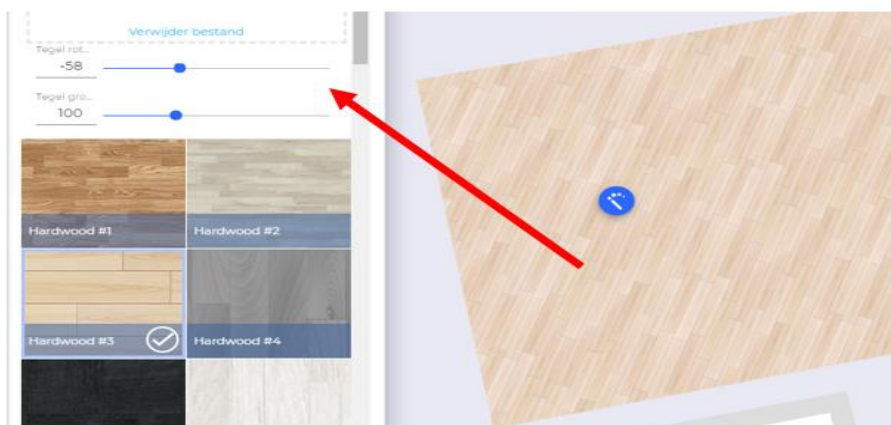 Verwijder bestand
Tegel rot...
-58
Tegel gro...
100
Hardwood #1
Hardwood #2
Hardwood #3
Hardwood #4